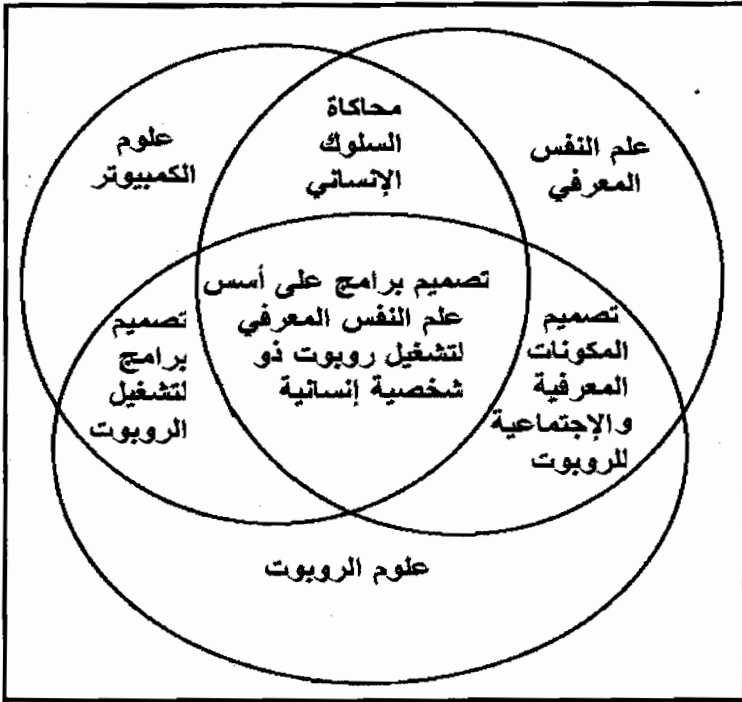 علوم
الكمبيوتر
محاكاة
السلوك
الإنساني
علم النفس
المعرفي
تصميم
برامج
لتشغيل
الروبوت
تصميم برامج على أسس
علم النفس المعرفي
لتشغيل روبوت ذو
شخصية إنسانية
تصميم
المكونات
المعرفية
والإجتماعية
للروبوت
علوم الروبوت